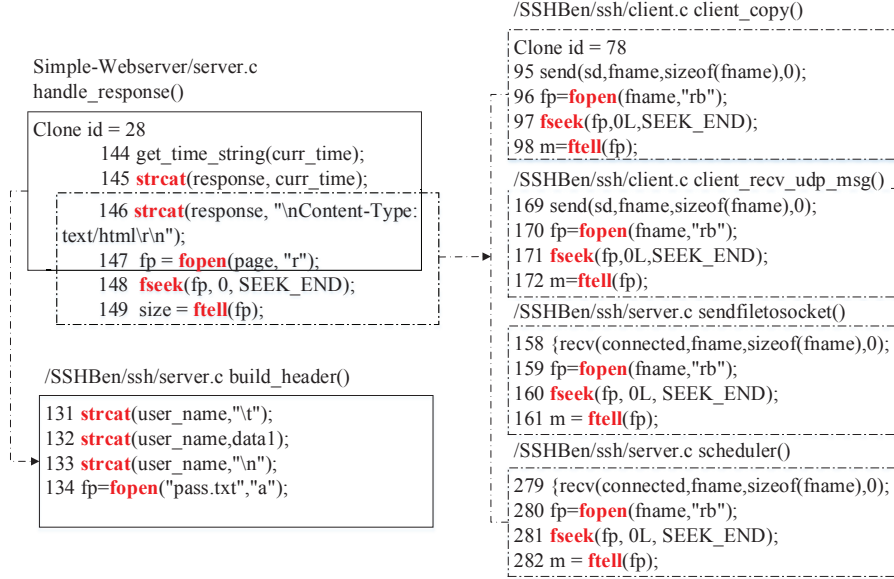 Simple-Webserver/server.c
handle_response()
Clone id = 28
144 get_time_string(curr_time);
145 strcat(response, curr_time);
146 strcat(response, "\nContent-Type:
text/html\r\n");
147 fp = fopen(page, "r");
148 fseek(fp, 0, SEEK_END);
149 size = ftell(fp);
/SSHBen/ssh/server.c build_header()
131 strcat(user_name,"\t");
132 strcat(user_name,data1);
133 strcat(user_name,"\n");
134 fp=fopen("pass.txt","a");
/SSHBen/ssh/client.c client_copy()
Clone id = 78
95 send(sd,fname,sizeof(fname),0);
96 fp=fopen(fname,"rb");
97 fseek(fp,0L,SEEK_END);
98 m=ftell(fp);
/SSHBen/ssh/client.c client_recv_udp_msg()
169 send(sd,fname,sizeof(fname),0);
170 fp=fopen(fname,"rb");
171 fseek(fp,0L,SEEK_END);
172 m=ftell(fp);
/SSHBen/ssh/server.c sendfiletosocket()
158 {recv(connected,fname,sizeof(fname),0);
159 fp=fopen(fname,"rb");
160 fseek(fp, 0L, SEEK_END);
161 m = ftell(fp);
/SSHBen/ssh/server.c scheduler()
279 {recv(connected,fname,sizeof(fname),0);
280 fp=fopen(fname,"rb");
281 fseek(fp, 0L, SEEK_END);
282 m = ftell(fp);